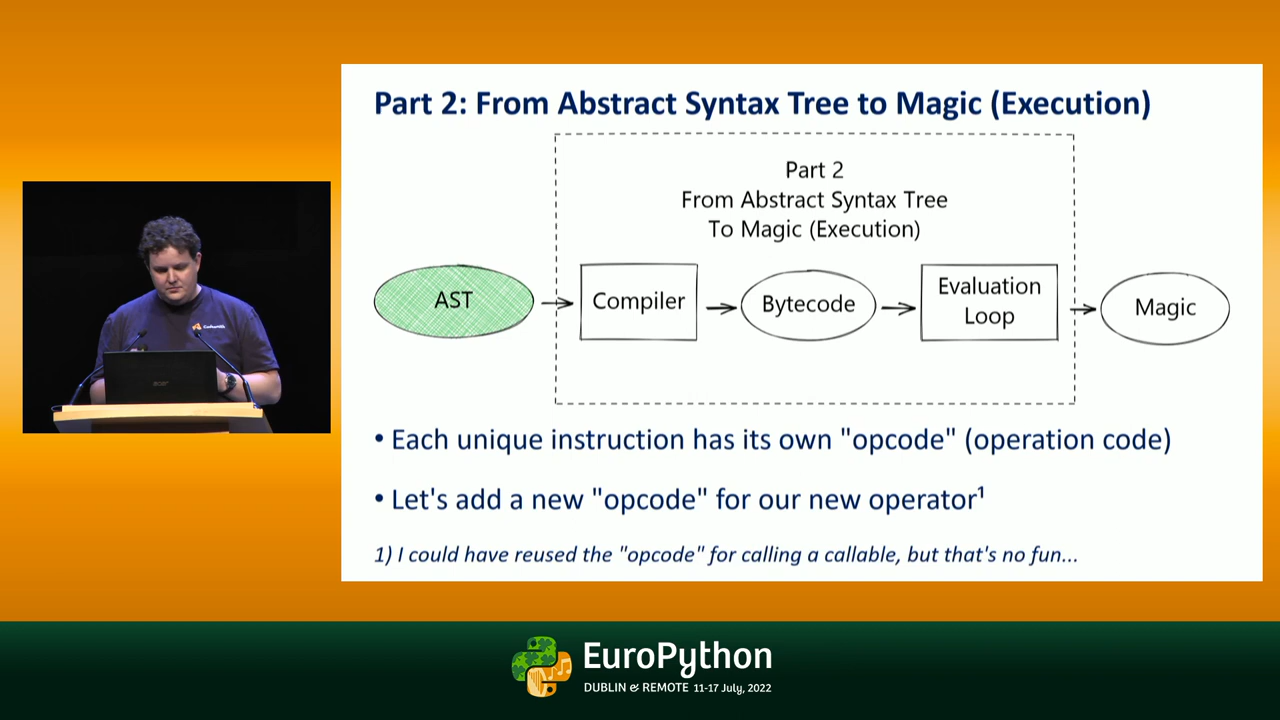 Part 2: From Abstract Syntax Tree to Magic (Execution)
Part 2
From Abstract Syntax Tree
To Magic (Execution)
AST
Compiler
Bytecode
Evaluation
Loop
Magic
• Each unique instruction has its own "opcode" (operation code)
• Let's add a new "opcode" for our new operator¹
1) I could have reused the "opcode" for calling a callable, but that's no fun...
acer
EuroPython
DUBLIN & REMOTE 11-17 July, 2022